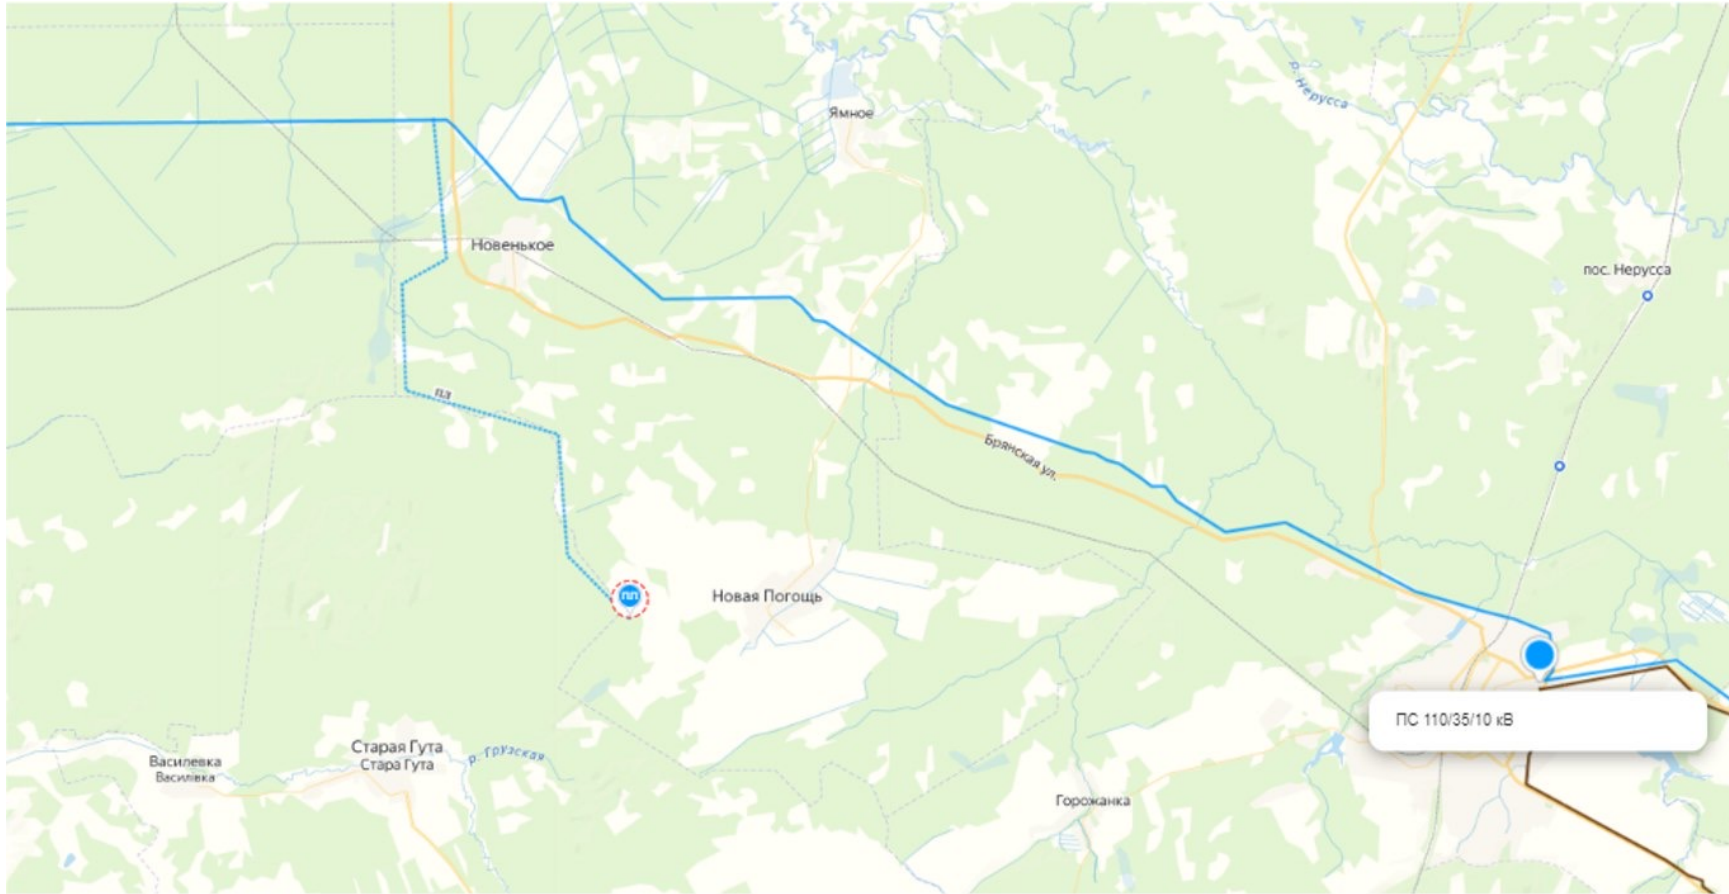 р. Нерусса
Ямное
Новенькое
пос. Нерусса
пл
Брянская ул.
пп
Новая Погощь
ПС 110/35/10 кВ
Старая Гута
Стара Гута
р. Грузская
Василевка
Василівка
Горожанка